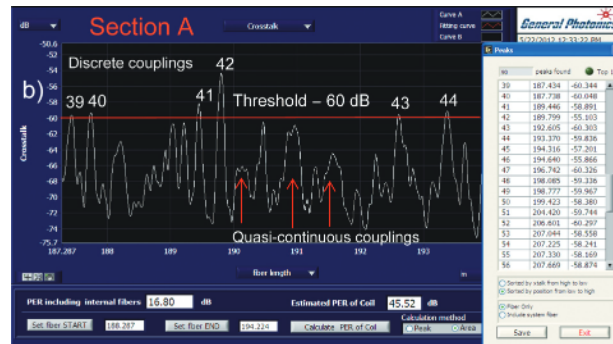 dB
Section A
Crosstalk
Curve A
Fitting curve
Curve B
General Photonics
5/22/2012 12:33:22 PM
Peaks
no peaks found Top
39 187.434 -60.344
40 187.738 -60.048
41 189.446 -58.891
42 189.799 -55.103
43 192.605 -60.303
44 193.370 -59.836
45 194.316 -57.201
46 194.640 -55.866
47 196.742 -60.326
48 198.085 -59.336
49 198.777 -59.967
50 199.423 -58.380
51 204.420 -59.744
52 206.601 -60.297
53 207.044 -58.558
54 207.225 -58.241
55 207.330 -58.169
56 207.669 -58.874
Sorted by xtalk from high to low
Sorted by position from low to high
Fiber Only
Include system fiber
Save Exit
-50.6
-52
-54
-56
-58
-60
-62
-64
-66
-68
-70
-72
-74
-75.7
Crosstalk
b)
Discrete couplings
39 40 41 42 43 44
Threshold – 60 dB
Quasi-continuous couplings
187.287 188 189 190 191 192 193
fiber length
m
PER including internal fibers 16.80 dB Estimated PER of Coil 45.52 dB
Set fiber START 188.287 Set fiber END 194.224 Calculate PER of Coil
Calculation method
Peak Area